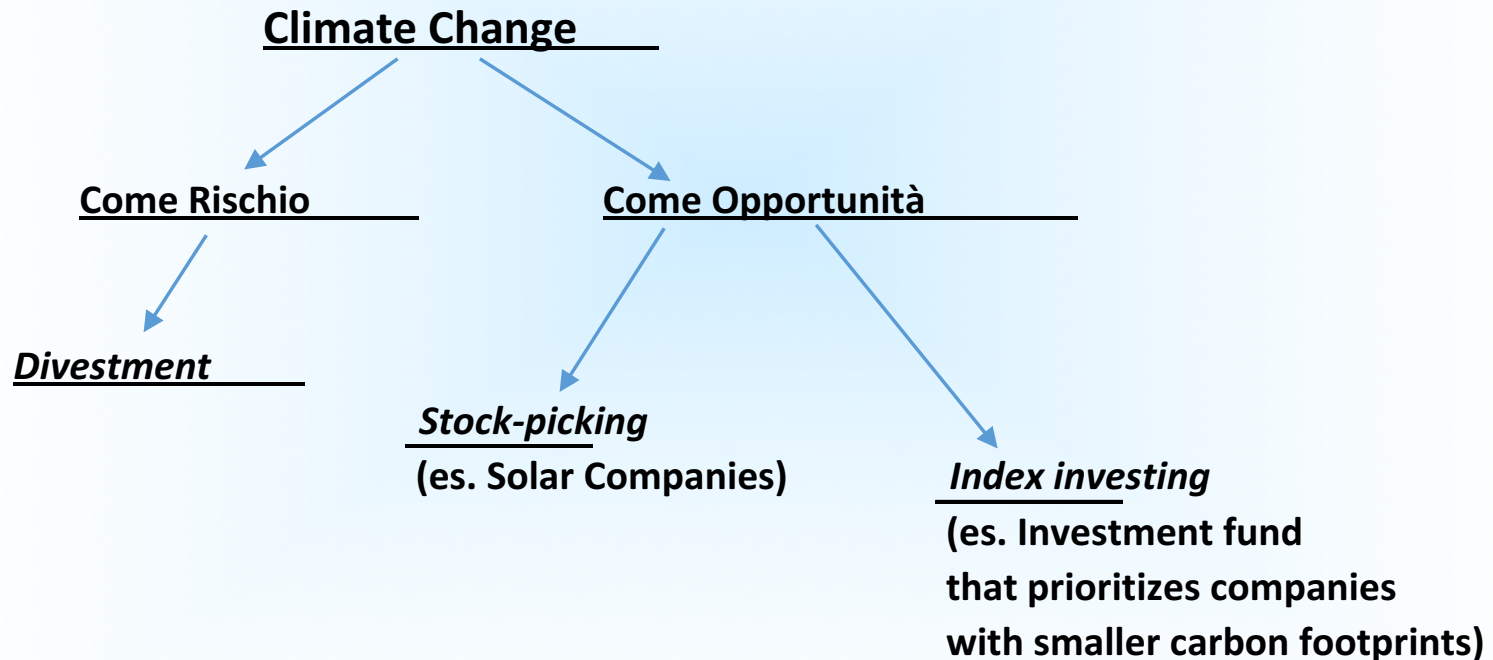 Climate Change
Come Rischio
Come Opportunità
Divestment
Stock-picking
(es. Solar Companies)
Index investing
(es. Investment fund
that prioritizes companies
with smaller carbon footprints)